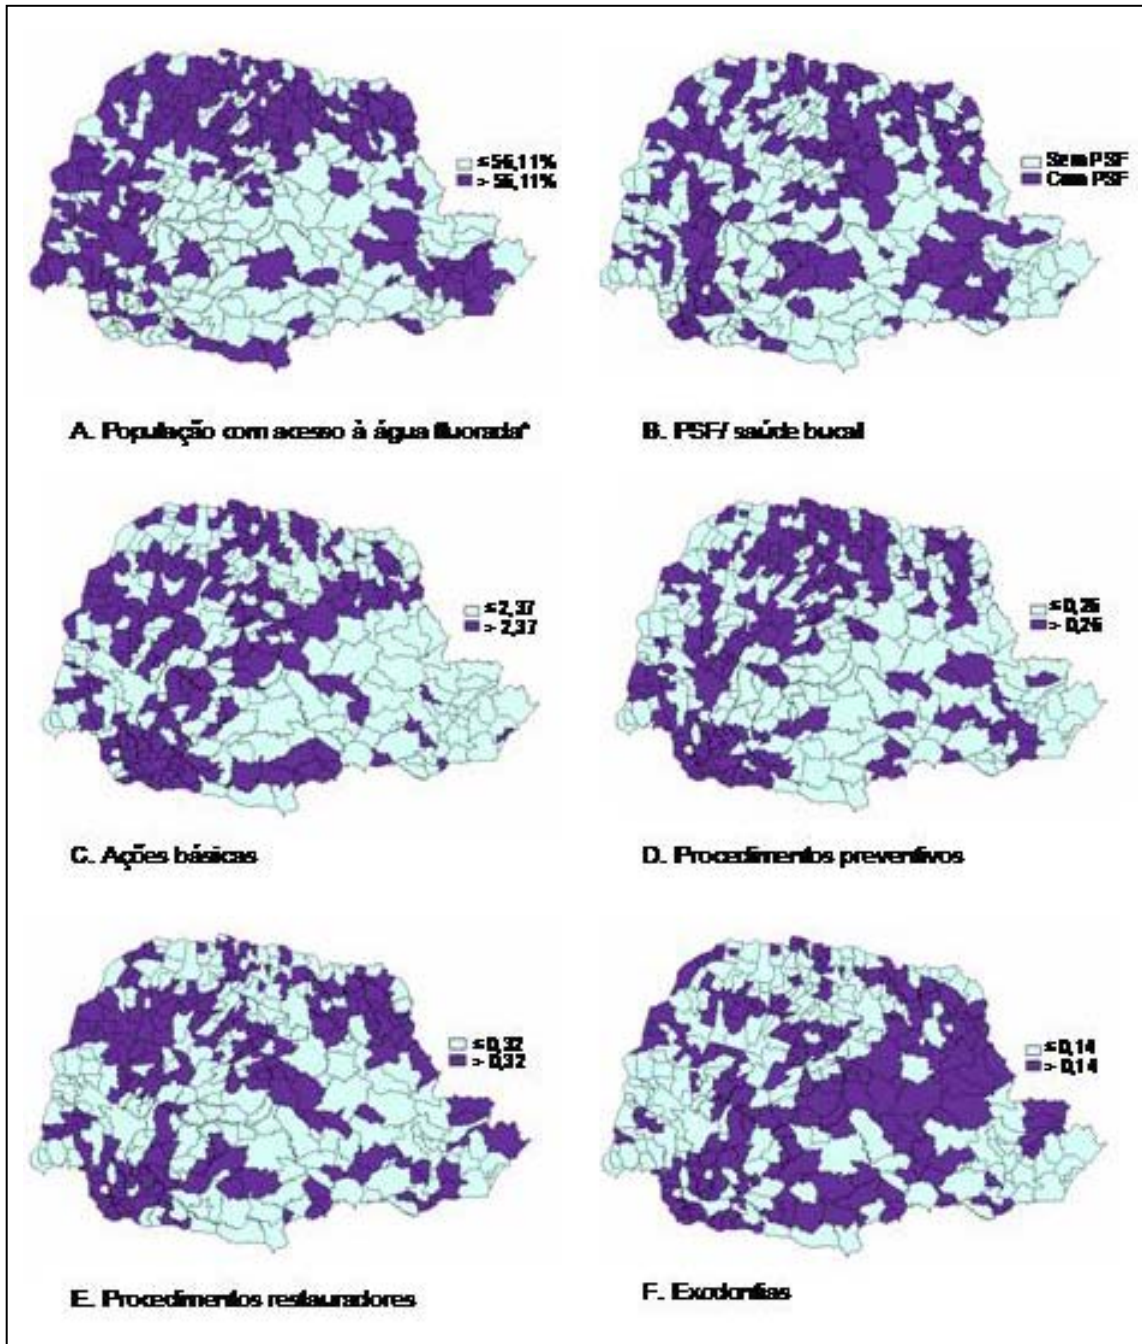 ≤ 56,11%
> 56,11%
Sem PSF
Com PSF
A. População com acesso à água fluorada*
B. PSF/ saúde bucal
≤ 2,37
> 2,37
≤ 0,26
> 0,26
C. Ações básicas
D. Procedimentos preventivos
≤ 0,32
> 0,32
≤ 0,14
> 0,14
E. Procedimentos restauradores
F. Exodontias